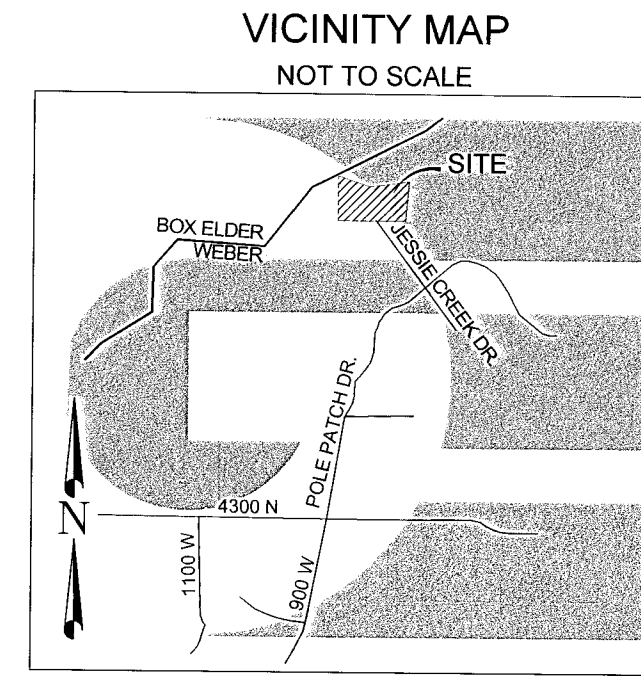 VICINITY MAP
NOT TO SCALE
SITE
BOX ELDER
WEBER
JESSIE CREEK DR.
POLE PATCH DR.
4300 N
N
1100 W
900 W